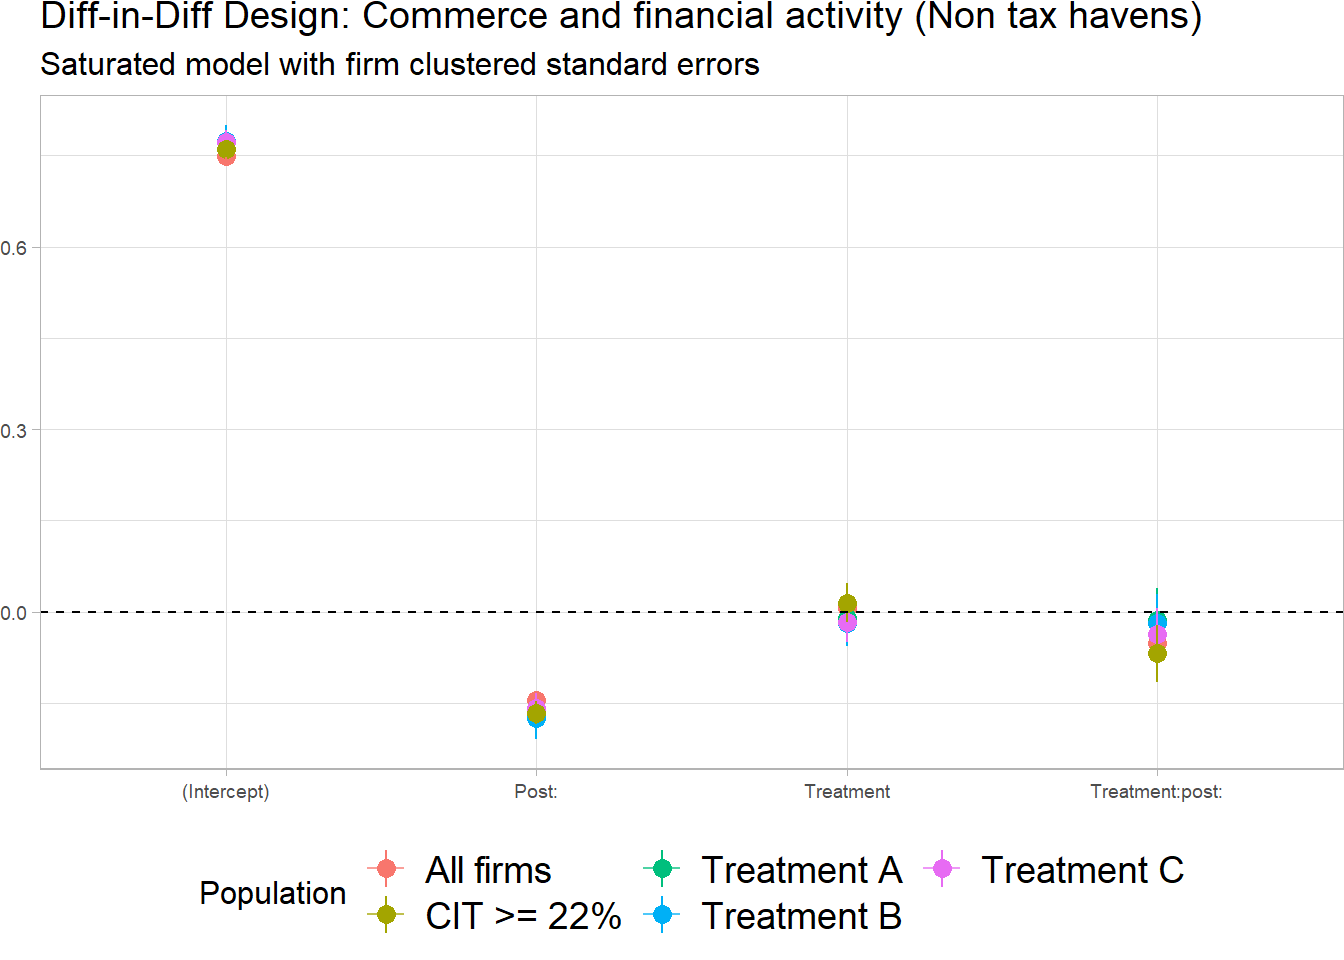 Diff-in-Diff Design: Commerce and financial activity (Non tax havens)
Saturated model with firm clustered standard errors
0.6
0.3
0.0
(Intercept) Post: Treatment Treatment:post:
Population
All firms Treatment A Treatment C
CIT >= 22% Treatment B